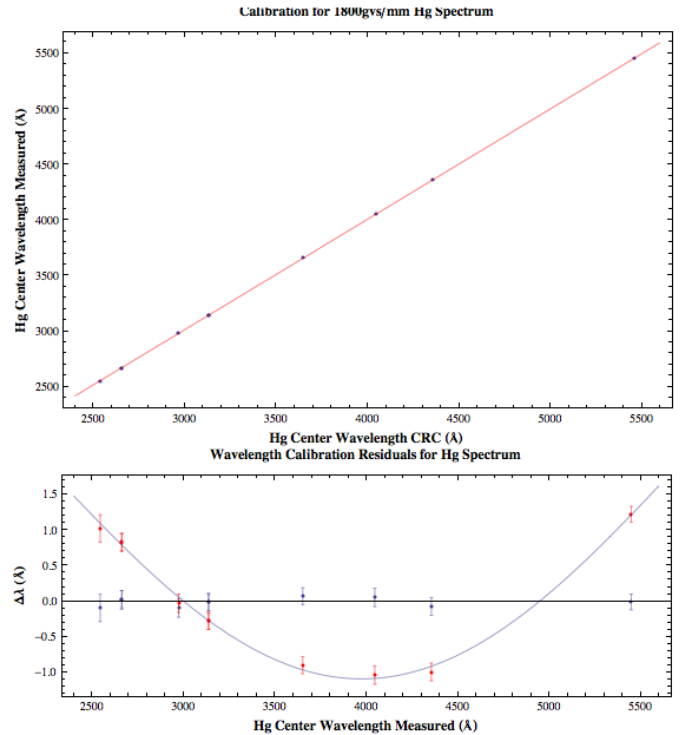 Calibration for 1800gvs/mm Hg Spectrum
5500
5000
4500
4000
3500
3000
2500
Hg Center Wavelength Measured (Å)
2500 3000 3500 4000 4500 5000 5500
Hg Center Wavelength CRC (Å)
Wavelength Calibration Residuals for Hg Spectrum
1.5
1.0
0.5
0.0
-0.5
-1.0
Δλ (Å)
2500 3000 3500 4000 4500 5000 5500
Hg Center Wavelength Measured (Å)